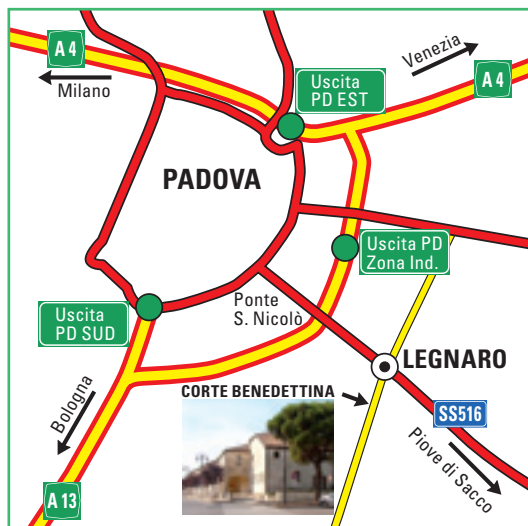 A 4
Milano
Uscita
PD EST
Venezia
A 4
PADOVA
Uscita PD
Zona Ind.
Uscita
PD SUD
Ponte
S. Nicolò
LEGNARO
CORTE BENEDETTINA
Bologna
SS516
Piove di Sacco
A 13